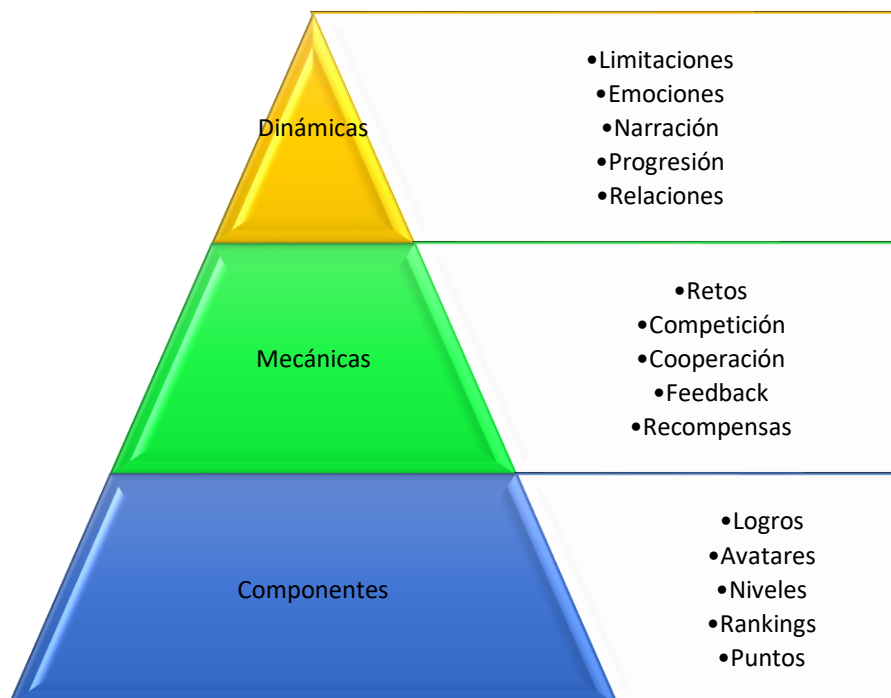 Dinámicas
•Limitaciones
•Emociones
•Narración
•Progresión
•Relaciones
Mecánicas
•Retos
•Competición
•Cooperación
•Feedback
•Recompensas
Componentes
•Logros
•Avatares
•Niveles
•Rankings
•Puntos